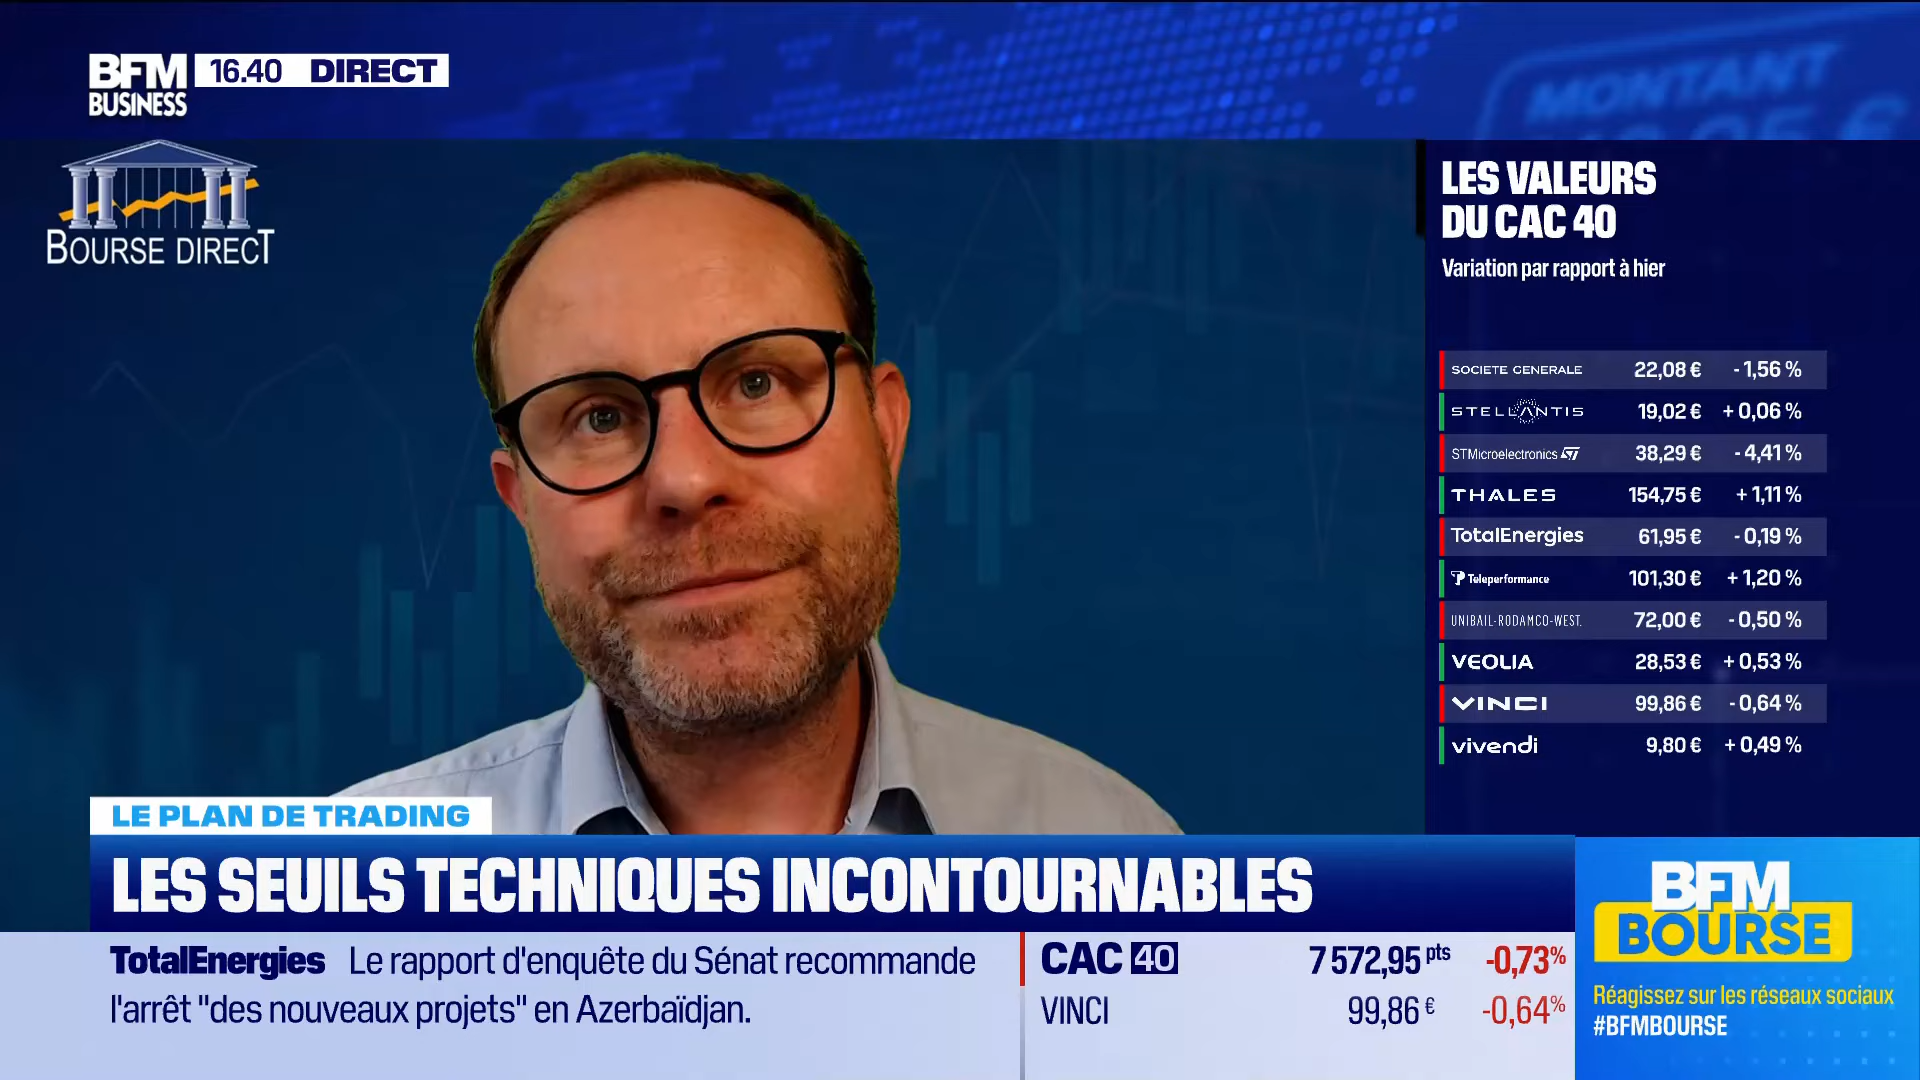 BFM
BUSINESS
16.40 DIRECT
MONTANT
BOURSE DIRECT
LES VALEURS
DU CAC 40
Variation par rapport à hier
SOCIETE GENERALE 22,08 € - 1,56 %
STELLANTIS 19,02 € + 0,06 %
STMicroelectronics ST 38,29 € - 4,41 %
THALES 154,75 € + 1,11 %
TotalEnergies 61,95 € - 0,19 %
Teleperformance 101,30 € + 1,20 %
UNIBAIL-RODAMCO-WEST. 72,00 € - 0,50 %
VEOLIA 28,53 € + 0,53 %
VINCI 99,86 € - 0,64 %
vivendi 9,80 € + 0,49 %
LE PLAN DE TRADING
LES SEUILS TECHNIQUES INCONTOURNABLES
TotalEnergies Le rapport d'enquête du Sénat recommande
l'arrêt "des nouveaux projets" en Azerbaïdjan.
CAC 40 7 572,95 pts -0,73%
VINCI 99,86 € -0,64%
BFM
BOURSE
Réagissez sur les réseaux sociaux
#BFMBOURSE